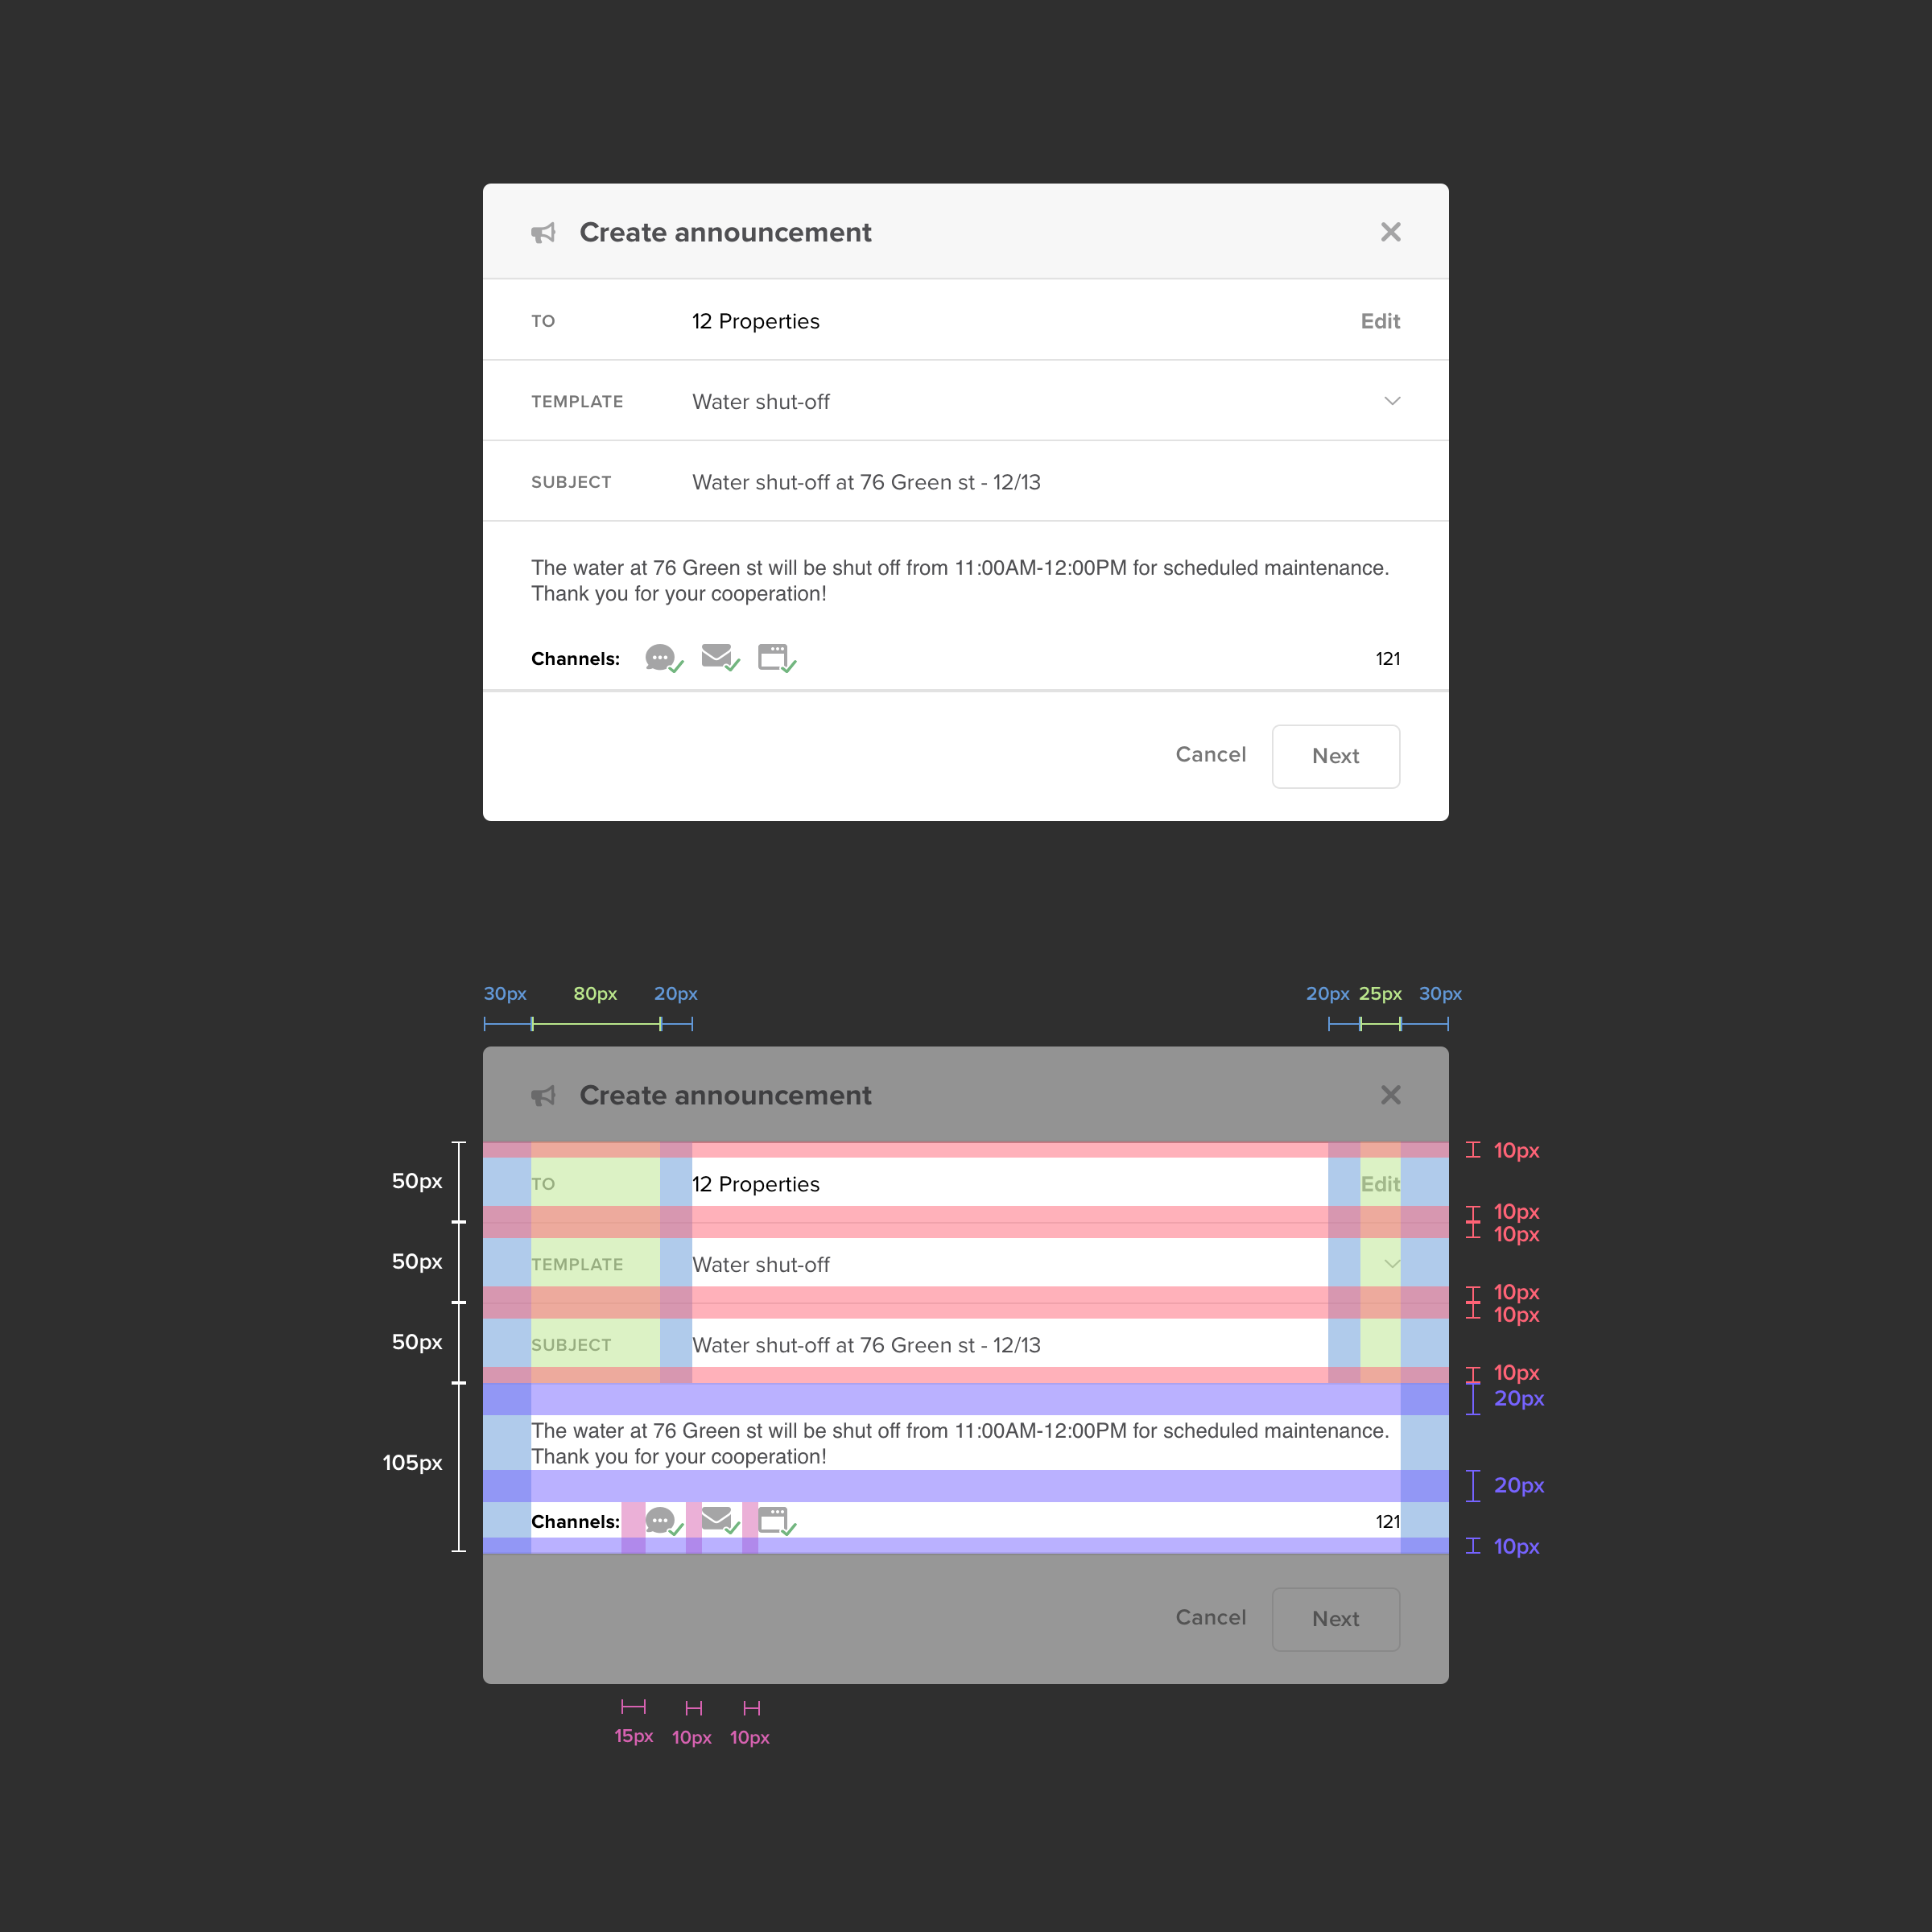 Create announcement
TO 12 Properties Edit
TEMPLATE Water shut-off
SUBJECT Water shut-off at 76 Green st - 12/13
The water at 76 Green st will be shut off from 11:00AM-12:00PM for scheduled maintenance.
Thank you for your cooperation!
Channels: 121
Cancel Next
30px 80px 20px 20px 25px 30px
Create announcement
10px
50px TO 12 Properties Edit
10px
10px
50px TEMPLATE Water shut-off
10px
10px
50px SUBJECT Water shut-off at 76 Green st - 12/13
10px
20px
The water at 76 Green st will be shut off from 11:00AM-12:00PM for scheduled maintenance.
105px Thank you for your cooperation!
20px
Channels: 121
10px
Cancel Next
15px 10px 10px